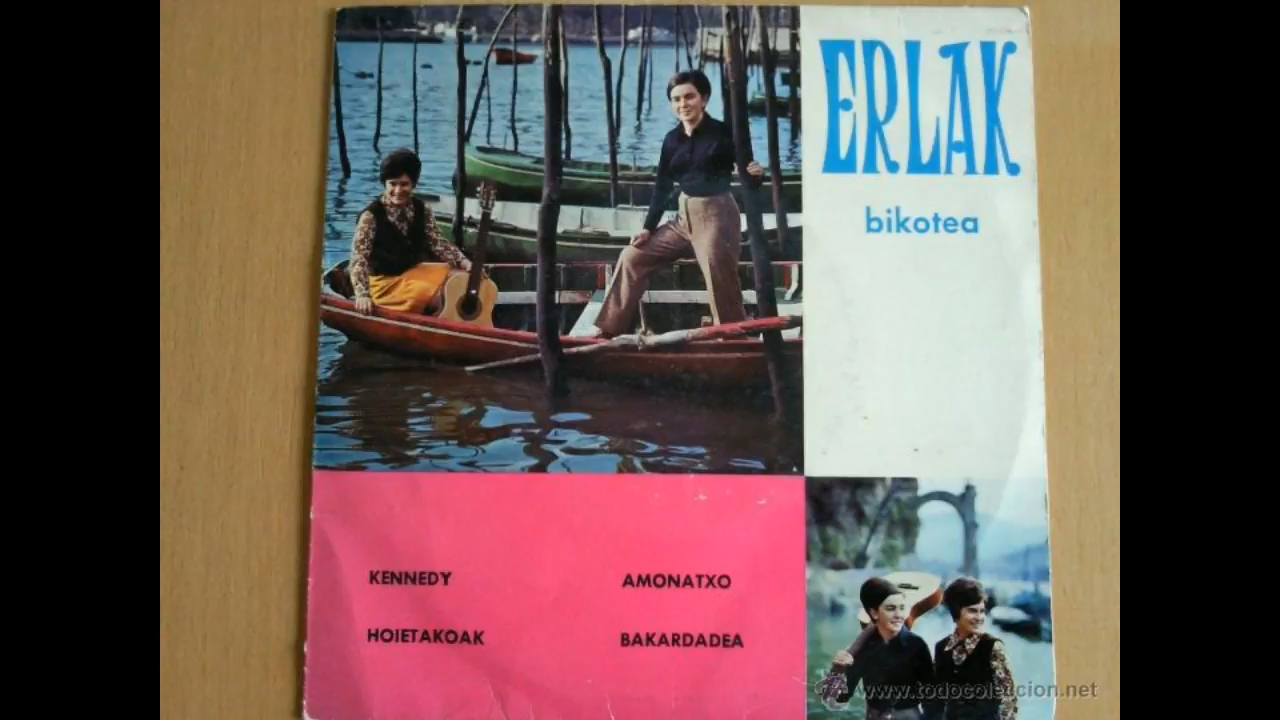 ERLAK
bikotea
KENNEDY
AMONATXO
HOIETAKOAK
BAKARDADEA
www.todocoleccion.net